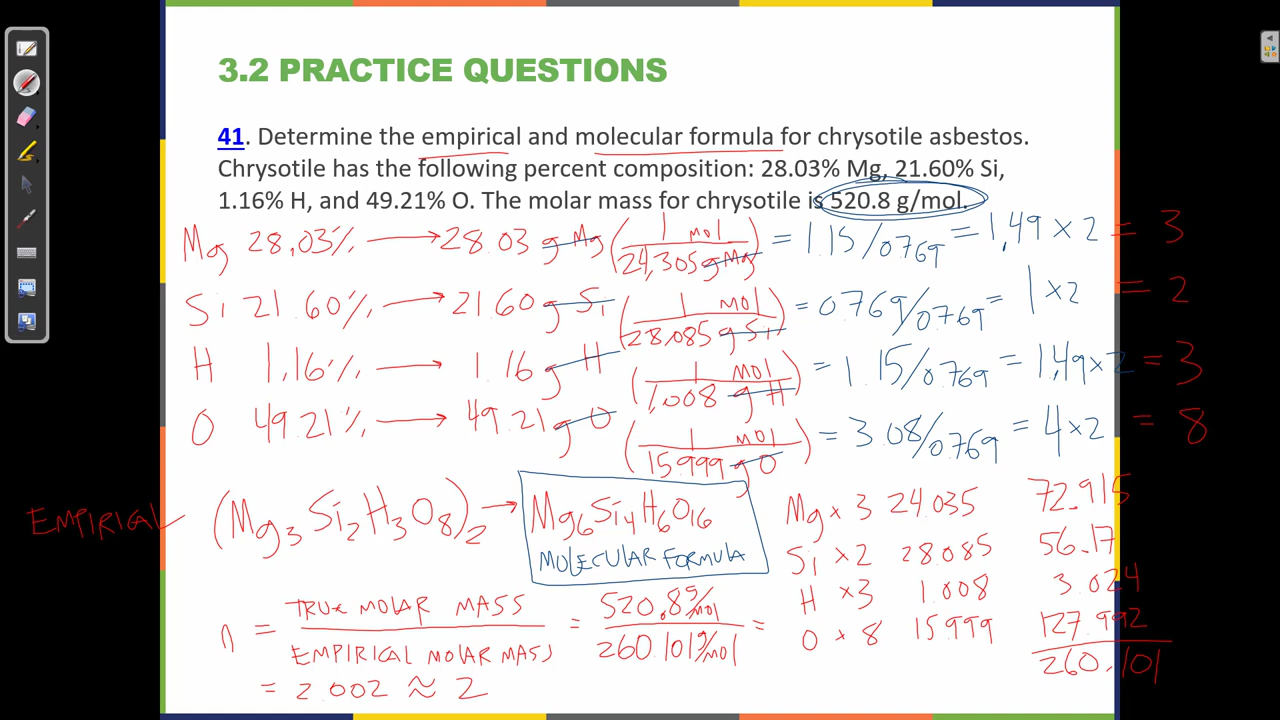 3.2 PRACTICE QUESTIONS
41. Determine the empirical and molecular formula for chrysotile asbestos.
Chrysotile has the following percent composition: 28.03% Mg, 21.60% Si,
1.16% H, and 49.21% O. The molar mass for chrysotile is 520.8 g/mol.
Mg 28.03% → 28.03 g Mg (1 mol / 24.305 g Mg) = 1.15/0.769 = 1.49 × 2 = 3
Si 21.60% → 21.60 g Si (1 mol / 28.085 g Si) = 0.769/0.769 = 1 × 2 = 2
H 1.16% → 1.16 g H (1 mol / 1.008 g H) = 1.15/0.769 = 1.49 × 2 = 3
O 49.21% → 49.21 g O (1 mol / 15.999 g O) = 3.08/0.769 = 4 × 2 = 8
EMPIRICAL (Mg3Si2H3O8)2 → Mg6Si4H6O16
MOLECULAR FORMULA
n = TRUE MOLAR MASS / EMPIRICAL MOLAR MASS = 520.8 g/mol / 260.101 g/mol =
= 2.002 ≈ 2
Mg × 3 24.035 72.915
Si × 2 28.085 56.17
H × 3 1.008 3.024
O × 8 15.999 127.992
260.101